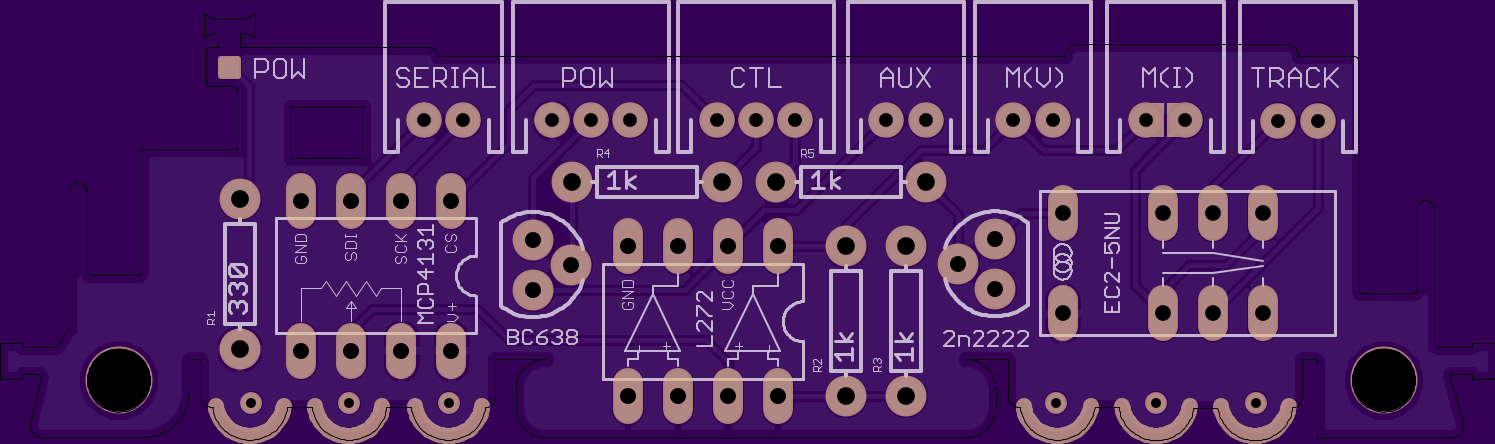 POW
SERIAL
POW
CTL
AUX
M(V)
M(I)
TRACK
R4
1k
R5
1k
GND
SDI
SCK
CS
MCP4131
V+
R1
330
BC638
GND
VCC
L272
R2
1k
R3
1k
2n2222
EC2-5NU